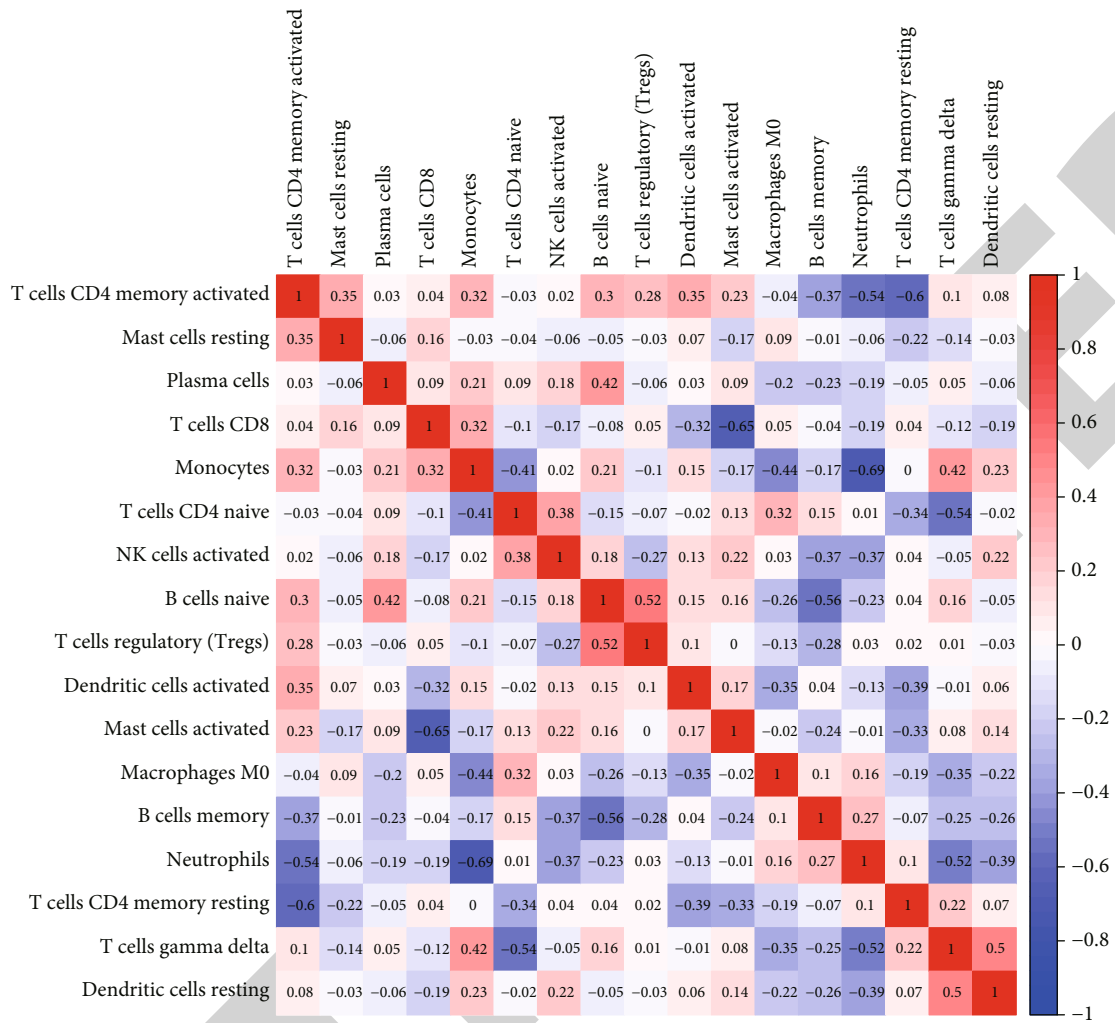 T cells CD4 memory activated
Mast cells resting
Plasma cells
T cells CD8
Monocytes
T cells CD4 naive
NK cells activated
B cells naive
T cells regulatory (Tregs)
Dendritic cells activated
Mast cells activated
Macrophages M0
B cells memory
Neutrophils
T cells CD4 memory resting
T cells gamma delta
Dendritic cells resting
T cells CD4 memory activated 1 0.35 0.03 0.04 0.32 −0.03 0.02 0.3 0.28 0.35 0.23 −0.04 −0.37 −0.54 −0.6 0.1 0.08
Mast cells resting 0.35 1 −0.06 0.16 −0.03 −0.04 −0.06 −0.05 −0.03 0.07 −0.17 0.09 −0.01 −0.06 −0.22 −0.14 −0.03
Plasma cells 0.03 −0.06 1 0.09 0.21 0.09 0.18 0.42 −0.06 0.03 0.09 −0.2 −0.23 −0.19 −0.05 0.05 −0.06
T cells CD8 0.04 0.16 0.09 1 0.32 −0.1 −0.17 −0.08 0.05 −0.32 −0.65 0.05 −0.04 −0.19 0.04 −0.12 −0.19
Monocytes 0.32 −0.03 0.21 0.32 1 −0.41 0.02 0.21 −0.1 0.15 −0.17 −0.44 −0.17 −0.69 0 0.42 0.23
T cells CD4 naive −0.03 −0.04 0.09 −0.1 −0.41 1 0.38 −0.15 −0.07 −0.02 0.13 0.32 0.15 0.01 −0.34 −0.54 −0.02
NK cells activated 0.02 −0.06 0.18 −0.17 0.02 0.38 1 0.18 −0.27 0.13 0.22 0.03 −0.37 −0.37 0.04 −0.05 0.22
B cells naive 0.3 −0.05 0.42 −0.08 0.21 −0.15 0.18 1 0.52 0.15 0.16 −0.26 −0.56 −0.23 0.04 0.16 −0.05
T cells regulatory (Tregs) 0.28 −0.03 −0.06 0.05 −0.1 −0.07 −0.27 0.52 1 0.1 0 −0.13 −0.28 0.03 0.02 0.01 −0.03
Dendritic cells activated 0.35 0.07 0.03 −0.32 0.15 −0.02 0.13 0.15 0.1 1 0.17 −0.35 0.04 −0.13 −0.39 −0.01 0.06
Mast cells activated 0.23 −0.17 0.09 −0.65 −0.17 0.13 0.22 0.16 0 0.17 1 −0.02 −0.24 −0.01 −0.33 0.08 0.14
Macrophages M0 −0.04 0.09 −0.2 0.05 −0.44 0.32 0.03 −0.26 −0.13 −0.35 −0.02 1 0.1 0.16 −0.19 −0.35 −0.22
B cells memory −0.37 −0.01 −0.23 −0.04 −0.17 0.15 −0.37 −0.56 −0.28 0.04 −0.24 0.1 1 0.27 −0.07 −0.25 −0.26
Neutrophils −0.54 −0.06 −0.19 −0.19 −0.69 0.01 −0.37 −0.23 0.03 −0.13 −0.01 0.16 0.27 1 0.1 −0.52 −0.39
T cells CD4 memory resting −0.6 −0.22 −0.05 0.04 0 −0.34 0.04 0.04 0.02 −0.39 −0.33 −0.19 −0.07 0.1 1 0.22 0.07
T cells gamma delta 0.1 −0.14 0.05 −0.12 0.42 −0.54 −0.05 0.16 0.01 −0.01 0.08 −0.35 −0.25 −0.52 0.22 1 0.5
Dendritic cells resting 0.08 −0.03 −0.06 −0.19 0.23 −0.02 0.22 −0.05 −0.03 0.06 0.14 −0.22 −0.26 −0.39 0.07 0.5 1
1
0.8
0.6
0.4
0.2
0
−0.2
−0.4
−0.6
−0.8
−1